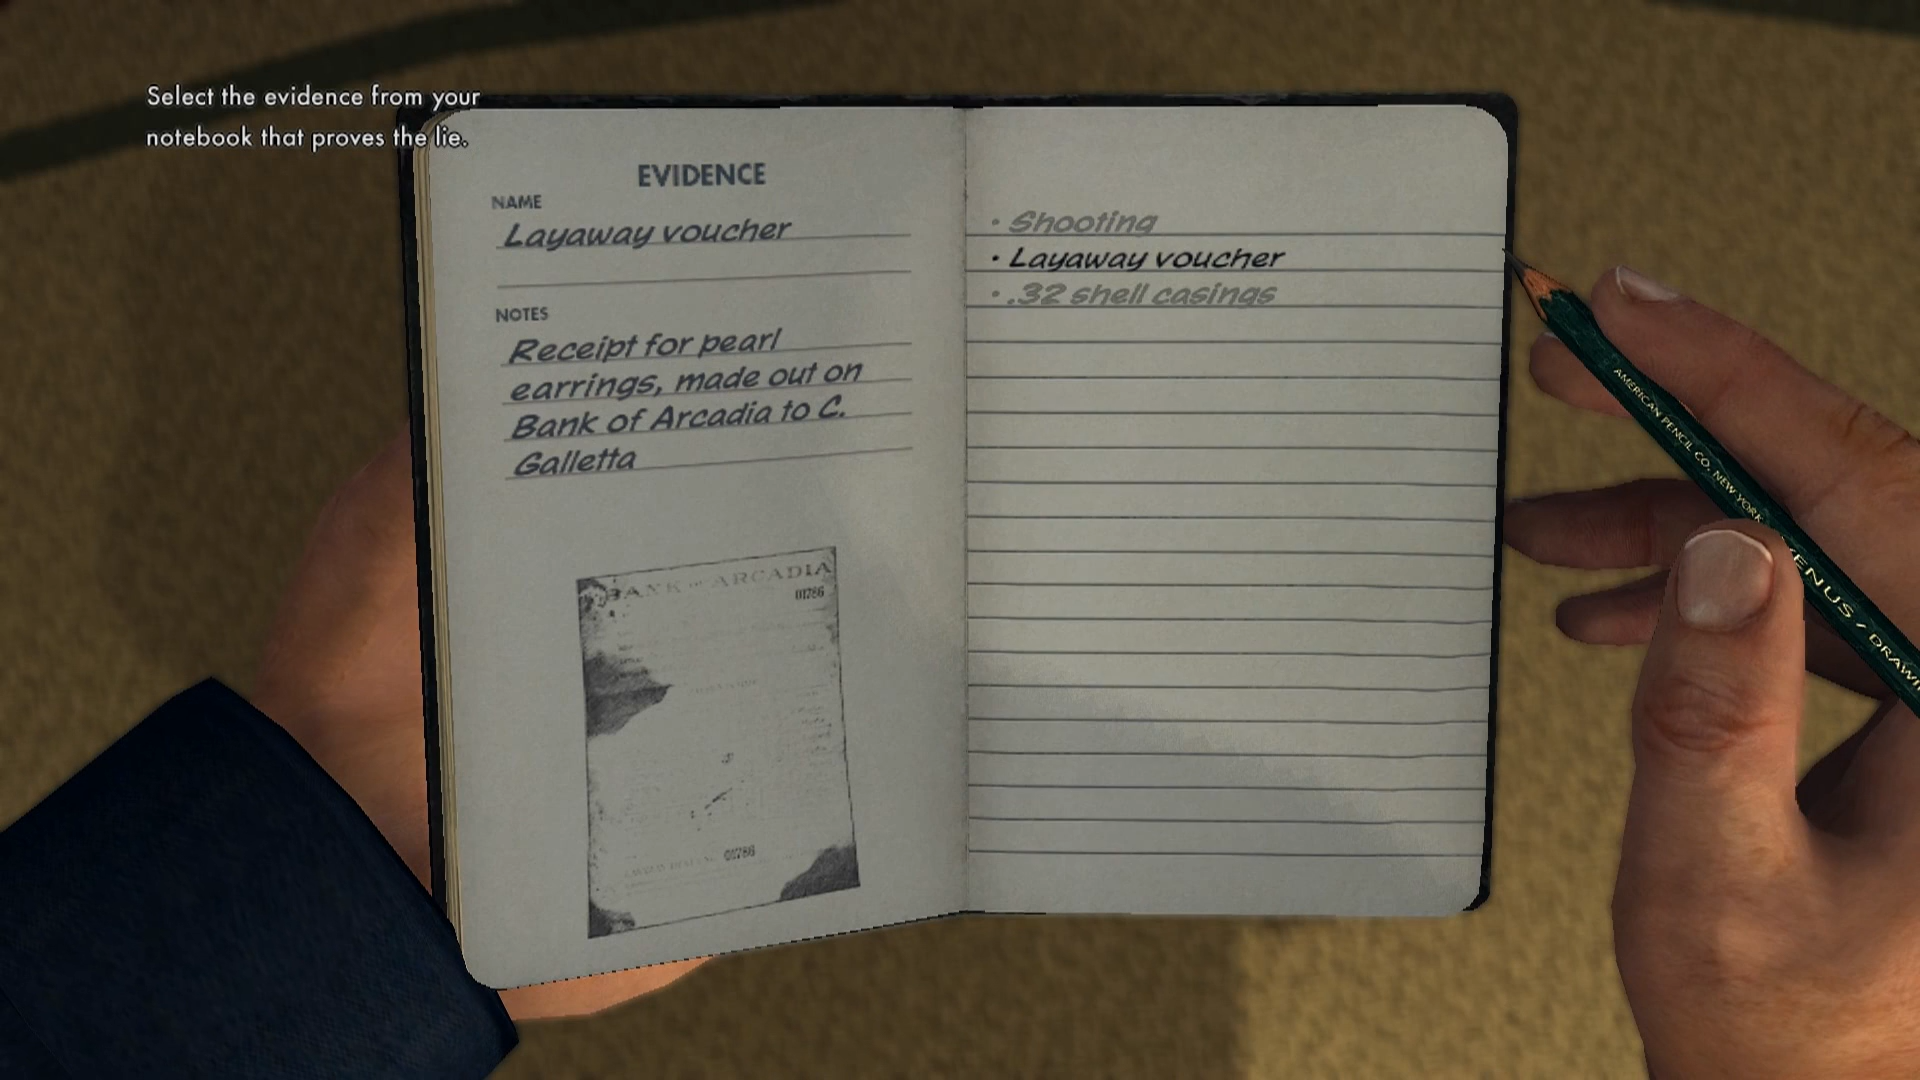 Select the evidence from your
notebook that proves the lie.
EVIDENCE
NAME
Layaway voucher
NOTES
Receipt for pearl
earrings, made out on
Bank of Arcadia to C.
Galletta
BANK OF ARCADIA
01786
01786
• Shooting
• Layaway voucher
• .32 shell casings
AMERICAN PENCIL CO. NEW YORK
VENUS / DRAWI